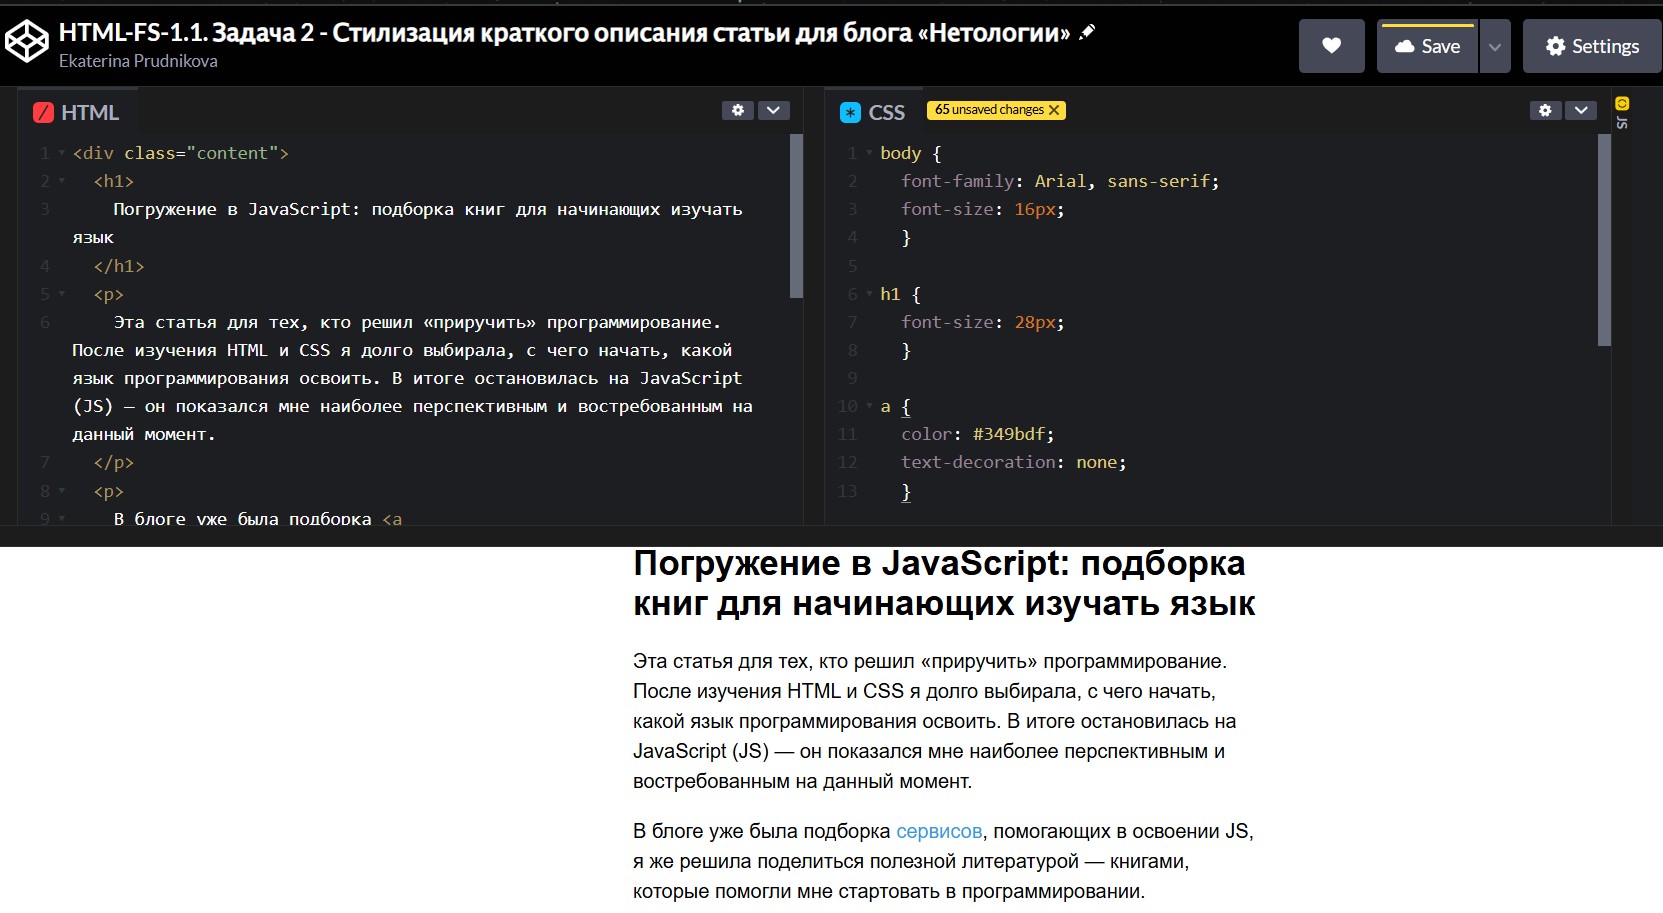 HTML-FS-1.1. Задача 2 - Стилизация краткого описания статьи для блога «Нетологии»
Ekaterina Prudnikova
Save
Settings
HTML
1 <div class="content">
2 <h1>
3 Погружение в JavaScript: подборка книг для начинающих изучать
язык
4 </h1>
5 <p>
6 Эта статья для тех, кто решил «приручить» программирование.
После изучения HTML и CSS я долго выбирала, с чего начать, какой
язык программирования освоить. В итоге остановилась на JavaScript
(JS) — он показался мне наиболее перспективным и востребованным на
данный момент.
7 </p>
8 <p>
9 В блоге уже была подборка <a
CSS
65 unsaved changes
1 body {
2 font-family: Arial, sans-serif;
3 font-size: 16px;
4 }
5
6 h1 {
7 font-size: 28px;
8 }
9
10 a {
11 color: #349bdf;
12 text-decoration: none;
13 }
JS
Погружение в JavaScript: подборка
книг для начинающих изучать язык
Эта статья для тех, кто решил «приручить» программирование.
После изучения HTML и CSS я долго выбирала, с чего начать,
какой язык программирования освоить. В итоге остановилась на
JavaScript (JS) — он показался мне наиболее перспективным и
востребованным на данный момент.
В блоге уже была подборка сервисов, помогающих в освоении JS,
я же решила поделиться полезной литературой — книгами,
которые помогли мне стартовать в программировании.